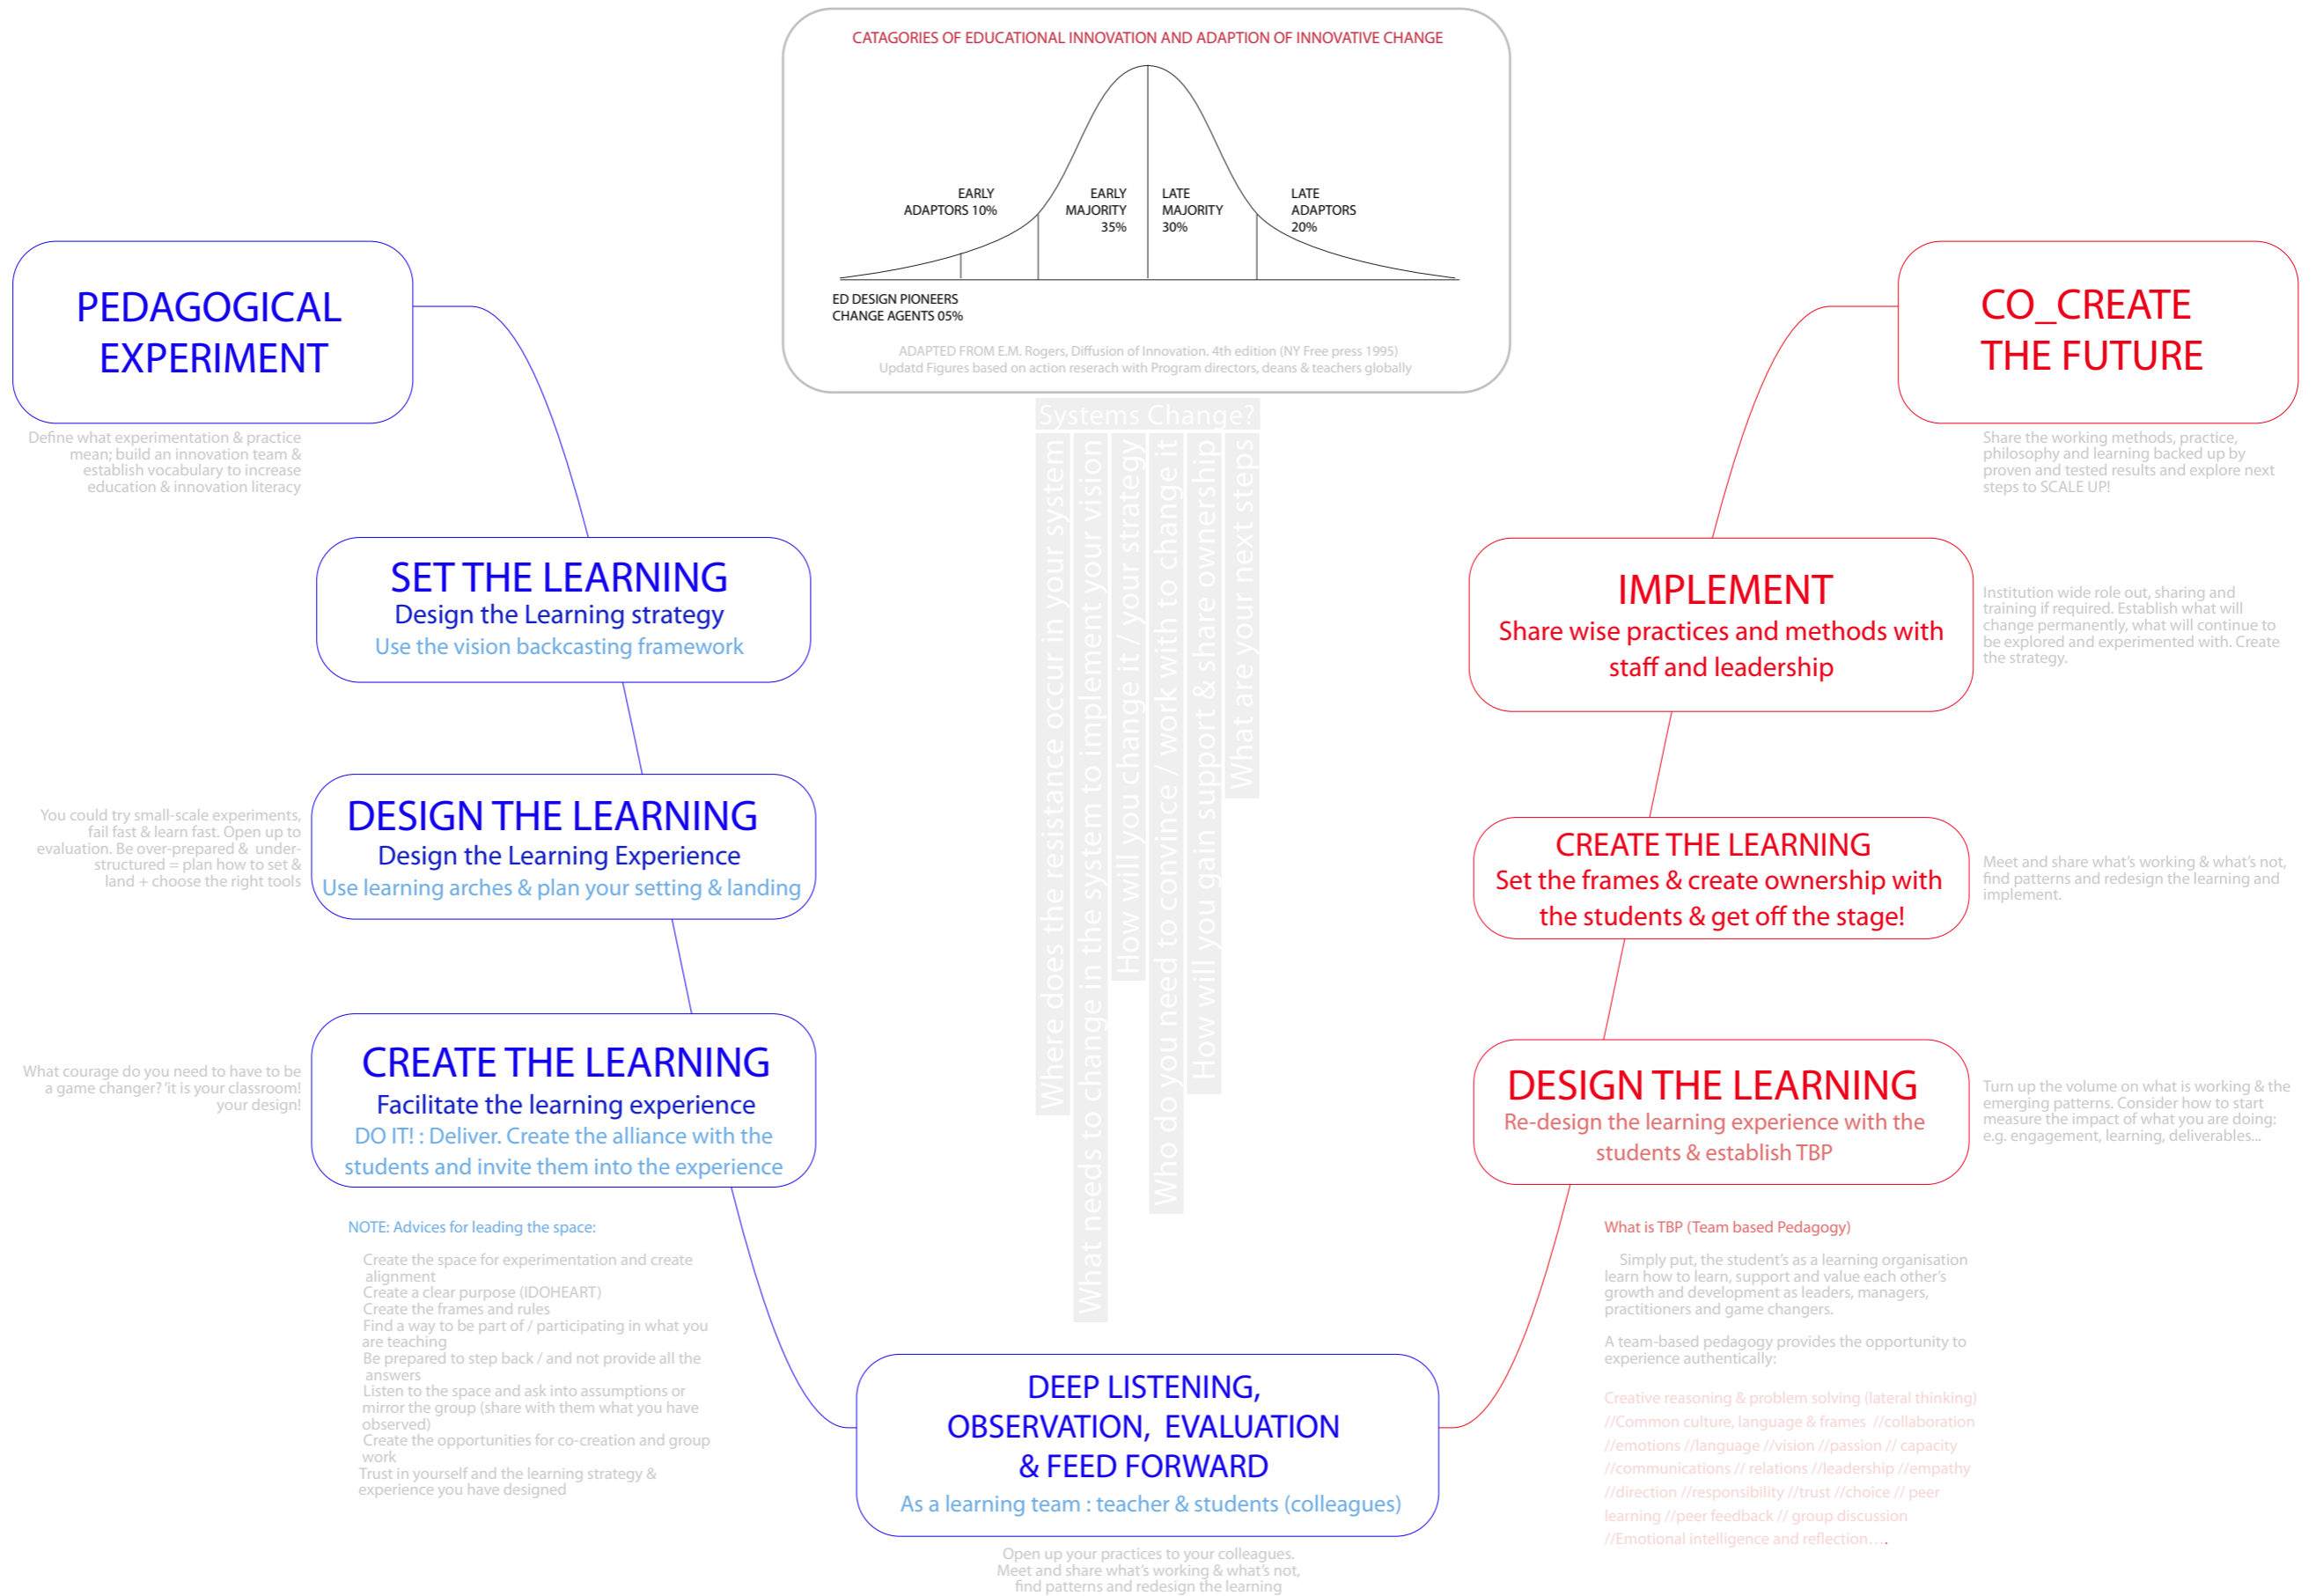 CATAGORIES OF EDUCATIONAL INNOVATION AND ADAPTION OF INNOVATIVE CHANGE
EARLY
ADAPTORS 10%
EARLY
MAJORITY
35%
LATE
MAJORITY
30%
LATE
ADAPTORS
20%
ED DESIGN PIONEERS
CHANGE AGENTS 05%
ADAPTED FROM E.M. Rogers, Diffusion of Innovation. 4th edition (NY Free press 1995)
Updatd Figures based on action reserach with Program directors, deans & teachers globally
Systems Change?
Where does the resistance occur in your system
What needs to change in the system to implement your vision
How will you change it / your strategy
Who do you need to convince / work with to change it
How will you gain support & share ownership
What are your next steps
PEDAGOGICAL
EXPERIMENT
Define what experimentation & practice
mean; build an innovation team &
establish vocabulary to increase
education & innovation literacy
SET THE LEARNING
Design the Learning strategy
Use the vision backcasting framework
DESIGN THE LEARNING
Design the Learning Experience
Use learning arches & plan your setting & landing
You could try small-scale experiments,
fail fast & learn fast. Open up to
evaluation. Be over-prepared & under-
structured = plan how to set &
land + choose the right tools
CREATE THE LEARNING
Facilitate the learning experience
DO IT! : Deliver. Create the alliance with the
students and invite them into the experience
What courage do you need to have to be
a game changer? 'it is your classroom!
your design!
NOTE: Advices for leading the space:
Create the space for experimentation and create
alignment
Create a clear purpose (IDOHEART)
Create the frames and rules
Find a way to be part of / participating in what you
are teaching
Be prepared to step back / and not provide all the
answers
Listen to the space and ask into assumptions or
mirror the group (share with them what you have
observed)
Create the opportunities for co-creation and group
work
Trust in yourself and the learning strategy &
experience you have designed
DEEP LISTENING,
OBSERVATION, EVALUATION
& FEED FORWARD
As a learning team : teacher & students (colleagues)
Open up your practices to your colleagues.
Meet and share what's working & what's not,
find patterns and redesign the learning
CO_CREATE
THE FUTURE
Share the working methods, practice,
philosophy and learning backed up by
proven and tested results and explore next
steps to SCALE UP!
IMPLEMENT
Share wise practices and methods with
staff and leadership
Institution wide role out, sharing and
training if required. Establish what will
change permanently, what will continue to
be explored and experimented with. Create
the strategy.
CREATE THE LEARNING
Set the frames & create ownership with
the students & get off the stage!
Meet and share what's working & what's not,
find patterns and redesign the learning and
implement.
DESIGN THE LEARNING
Re-design the learning experience with the
students & establish TBP
Turn up the volume on what is working & the
emerging patterns. Consider how to start
measure the impact of what you are doing:
e.g. engagement, learning, deliverables...
What is TBP (Team based Pedagogy)
Simply put, the student's as a learning organisation
learn how to learn, support and value each other's
growth and development as leaders, managers,
practitioners and game changers.
A team-based pedagogy provides the opportunity to
experience authentically:
Creative reasoning & problem solving (lateral thinking)
//Common culture, language & frames //collaboration
//emotions //language //vision //passion // capacity
//communications // relations //leadership //empathy
//direction //responsibility //trust //choice // peer
learning //peer feedback // group discussion
//Emotional intelligence and reflection….